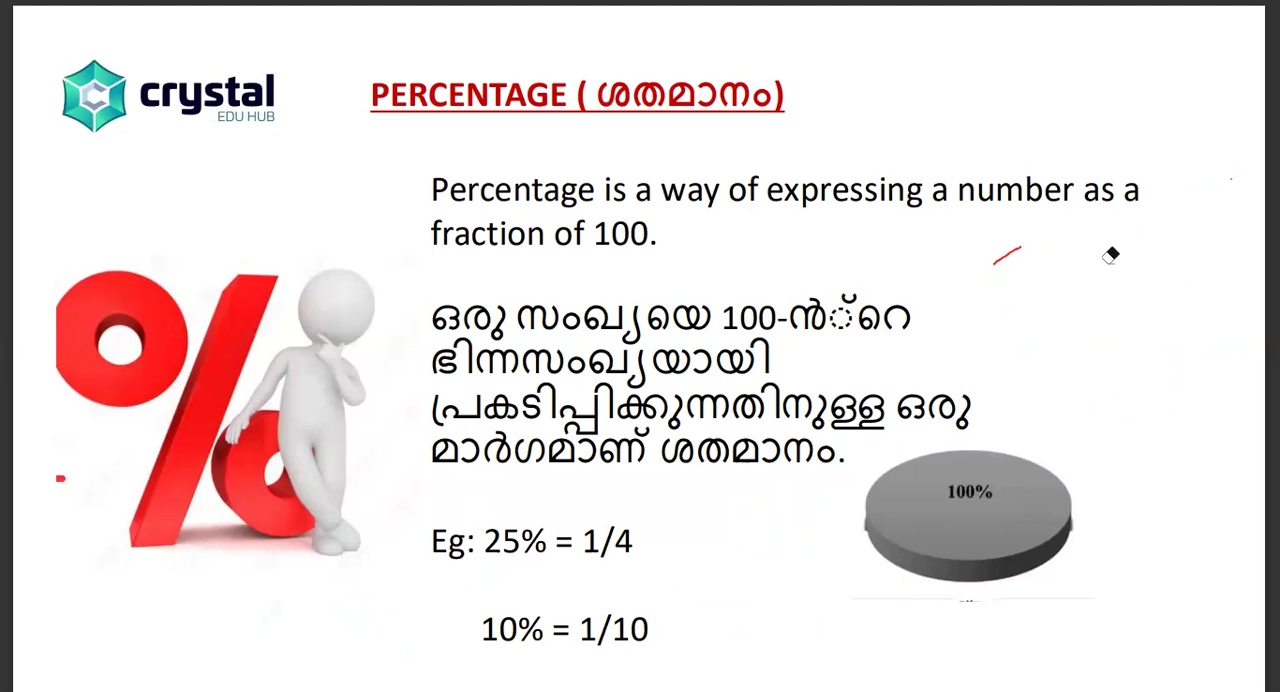 crystal
EDU HUB
PERCENTAGE ( ശതമാനം)
Percentage is a way of expressing a number as a
fraction of 100.
ഒരു സംഖ്യയെ 100-ൻ്റെ
ഭിന്നസംഖ്യയായി
പ്രകടിപ്പിക്കുന്നതിനുള്ള ഒരു
മാർഗമാണ് ശതമാനം.
100%
Eg: 25% = 1/4
10% = 1/10